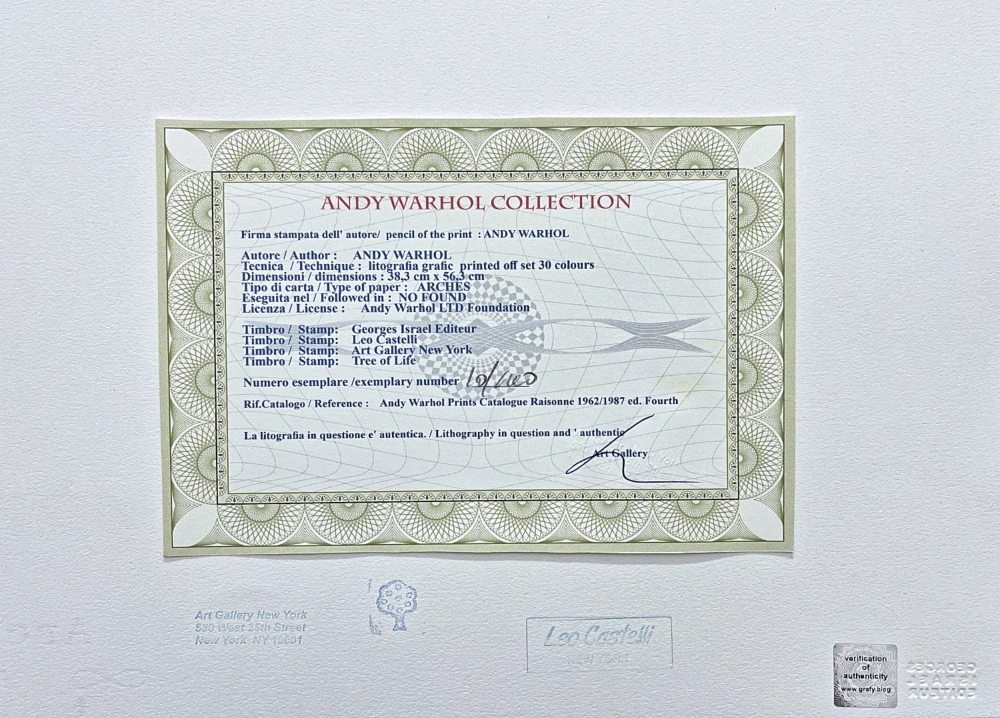 ANDY WARHOL COLLECTION
Firma stampata dell' autore/ pencil of the print : ANDY WARHOL
Autore / Author : ANDY WARHOL
Tecnica / Technique : litografia grafic printed off set 30 colours
Dimensioni / dimensions : 38,3 cm x 56,3 cm
Tipo di carta / Type of paper : ARCHES
Eseguita nel / Followed in : NO FOUND
Licenza / License : Andy Warhol LTD Foundation
Timbro / Stamp: Georges Israel Editeur
Timbro / Stamp: Leo Castelli
Timbro / Stamp: Art Gallery New York
Timbro / Stamp: Tree of Life
Numero esemplare /exemplary number
Rif.Catalogo / Reference : Andy Warhol Prints Catalogue Raisonne 1962/1987 ed. Fourth
La litografia in questione e' autentica. / Lithography in question and ' authentic
Art Gallery
Art Gallery New York
530 West 25th Street
New York NY 10001
Leo Castelli
verification
of
authenticity
www.grafy.blog
GEORGES
ISRAEL
EDITEUR